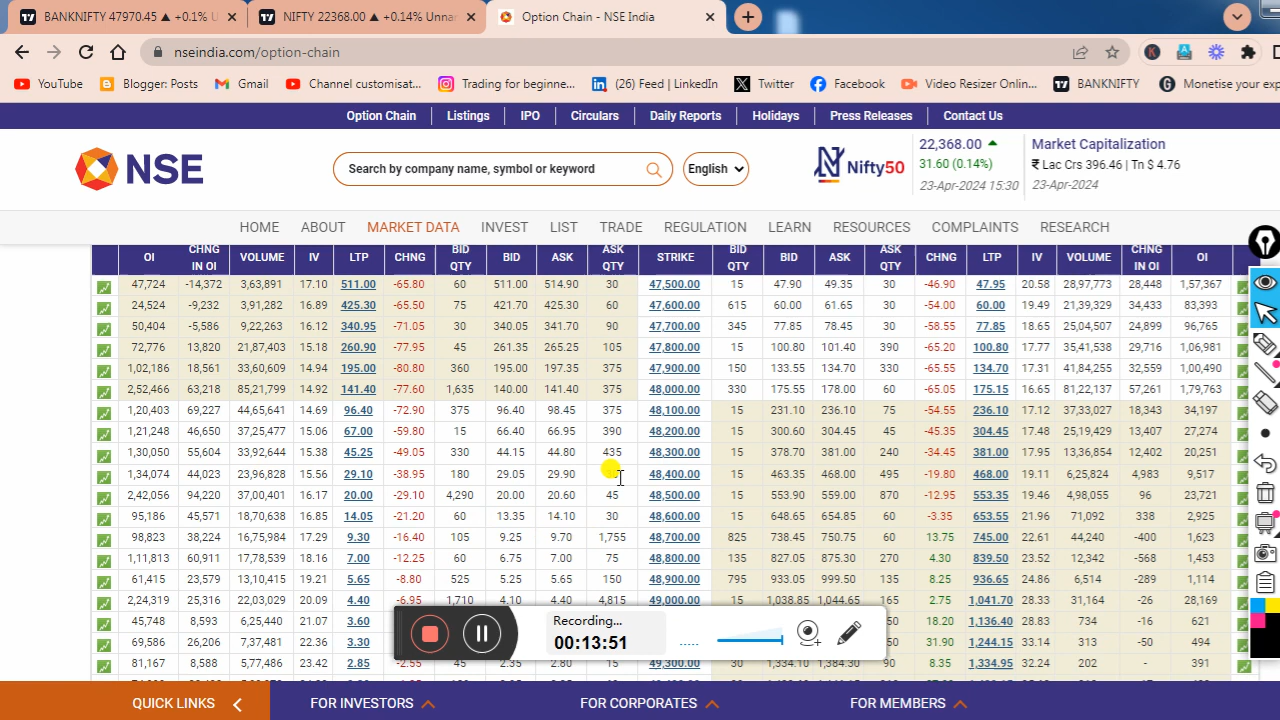 BANKNIFTY 47970.45 ▲ +0.1% U
NIFTY 22368.00 ▲ +0.14% Unnar
Option Chain - NSE India
nseindia.com/option-chain
YouTube
Blogger: Posts
Gmail
Channel customisat...
Trading for beginne...
(26) Feed | LinkedIn
Twitter
Facebook
Video Resizer Onlin...
BANKNIFTY
Monetise your exp
Option Chain
Listings
IPO
Circulars
Daily Reports
Holidays
Press Releases
Contact Us
NSE
Search by company name, symbol or keyword
English
Nifty50
22,368.00
31.60 (0.14%)
23-Apr-2024 15:30
Market Capitalization
₹ Lac Crs 396.46 | Tn $ 4.76
23-Apr-2024
HOME ABOUT MARKET DATA INVEST LIST TRADE REGULATION LEARN RESOURCES COMPLAINTS RESEARCH
OI CHNG IN OI VOLUME IV LTP CHNG BID QTY BID ASK ASK QTY STRIKE BID QTY BID ASK ASK QTY CHNG LTP IV VOLUME CHNG IN OI OI
47,724 -14,372 3,63,891 17.10 511.00 -65.80 60 511.00 514.90 30 47,500.00 15 47.90 49.35 30 -46.90 47.95 20.58 28,97,773 28,448 1,57,367
24,524 -9,232 3,91,282 16.89 425.30 -65.50 75 421.70 425.30 60 47,600.00 615 60.00 61.65 30 -54.00 60.00 19.49 21,39,329 34,433 83,393
50,404 -5,586 9,22,263 16.12 340.95 -71.05 30 340.05 341.70 90 47,700.00 345 77.85 78.45 30 -58.55 77.85 18.65 25,04,507 24,899 96,765
72,776 13,820 21,87,403 15.18 260.90 -77.95 45 261.35 263.25 105 47,800.00 15 100.80 101.40 390 -65.20 100.80 17.77 35,41,538 29,716 1,06,981
1,02,186 18,561 33,60,609 14.94 195.00 -80.80 360 195.00 197.35 375 47,900.00 150 133.55 134.70 330 -65.55 134.70 17.31 41,84,255 32,559 1,00,490
2,52,466 63,218 85,21,799 14.92 141.40 -77.60 1,635 140.00 141.40 375 48,000.00 330 175.55 178.00 60 -65.05 175.15 16.65 81,22,137 57,261 1,79,763
1,20,403 69,227 44,65,641 14.69 96.40 -72.90 375 96.40 98.45 375 48,100.00 15 231.10 236.10 75 -54.55 236.10 17.12 37,33,027 18,343 34,197
1,21,248 46,650 37,25,477 15.06 67.00 -59.80 15 66.40 66.95 390 48,200.00 15 300.60 304.45 45 -45.35 304.45 17.48 25,19,429 13,407 27,274
1,30,050 55,604 33,92,644 15.38 45.25 -49.05 330 44.15 44.80 435 48,300.00 15 378.70 381.00 240 -34.45 381.00 17.95 13,36,854 12,402 20,251
1,34,074 44,023 23,96,828 15.56 29.10 -38.95 180 29.05 29.90 48,400.00 15 463.35 468.00 495 -19.80 468.00 19.11 6,25,824 4,983 9,517
2,42,056 94,220 37,00,401 16.17 20.00 -29.10 4,290 20.00 20.60 45 48,500.00 15 553.90 559.00 870 -12.95 553.35 19.46 4,98,055 96 23,721
95,186 45,571 18,70,638 16.85 14.05 -21.20 60 13.35 14.10 30 48,600.00 15 648.65 654.85 60 -3.35 653.55 21.96 71,092 338 2,925
98,823 38,224 16,75,984 17.29 9.30 -16.40 105 9.25 9.70 1,755 48,700.00 825 738.45 750.75 60 13.75 745.00 22.61 44,240 -400 1,623
1,11,813 60,911 17,78,539 18.16 7.00 -12.25 60 6.75 7.00 75 48,800.00 135 827.05 875.30 270 4.30 839.50 23.52 12,342 -568 1,453
61,415 23,579 13,10,415 19.21 5.65 -8.80 525 5.25 5.65 150 48,900.00 795 933.05 999.50 135 8.25 936.65 24.86 6,514 -289 1,114
2,24,319 25,316 22,03,029 20.09 4.40 -6.95 1,710 4.10 4.40 4,815 49,000.00 15 1,038.85 1,044.65 165 2.75 1,041.70 28.33 31,164 -26 28,169
45,748 8,593 6,25,440 21.07 3.60 50 18.20 1,136.40 28.83 734 -16 621
69,586 26,206 7,37,481 22.36 3.30 50 31.90 1,244.15 33.14 313 -50 494
81,167 8,588 5,77,486 23.42 2.85 -2.55 45 2.35 2.80 15 49,300.00 30 1,334.10 1,384.30 90 8.35 1,334.95 32.24 202 - 391
Recording...
00:13:51
QUICK LINKS
FOR INVESTORS
FOR CORPORATES
FOR MEMBERS